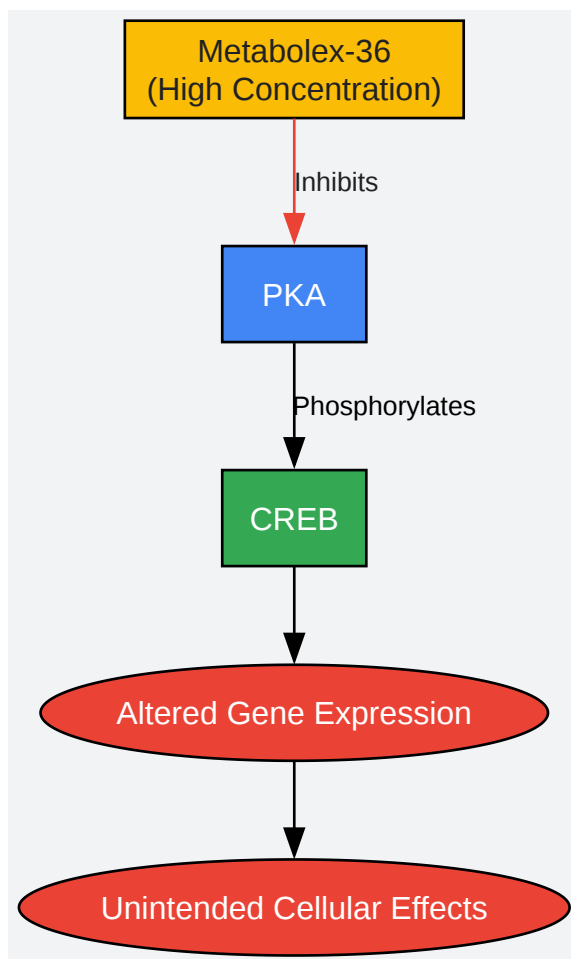 Metabolex-36
(High Concentration)
Inhibits
PKA
Phosphorylates
CREB
Altered Gene Expression
Unintended Cellular Effects